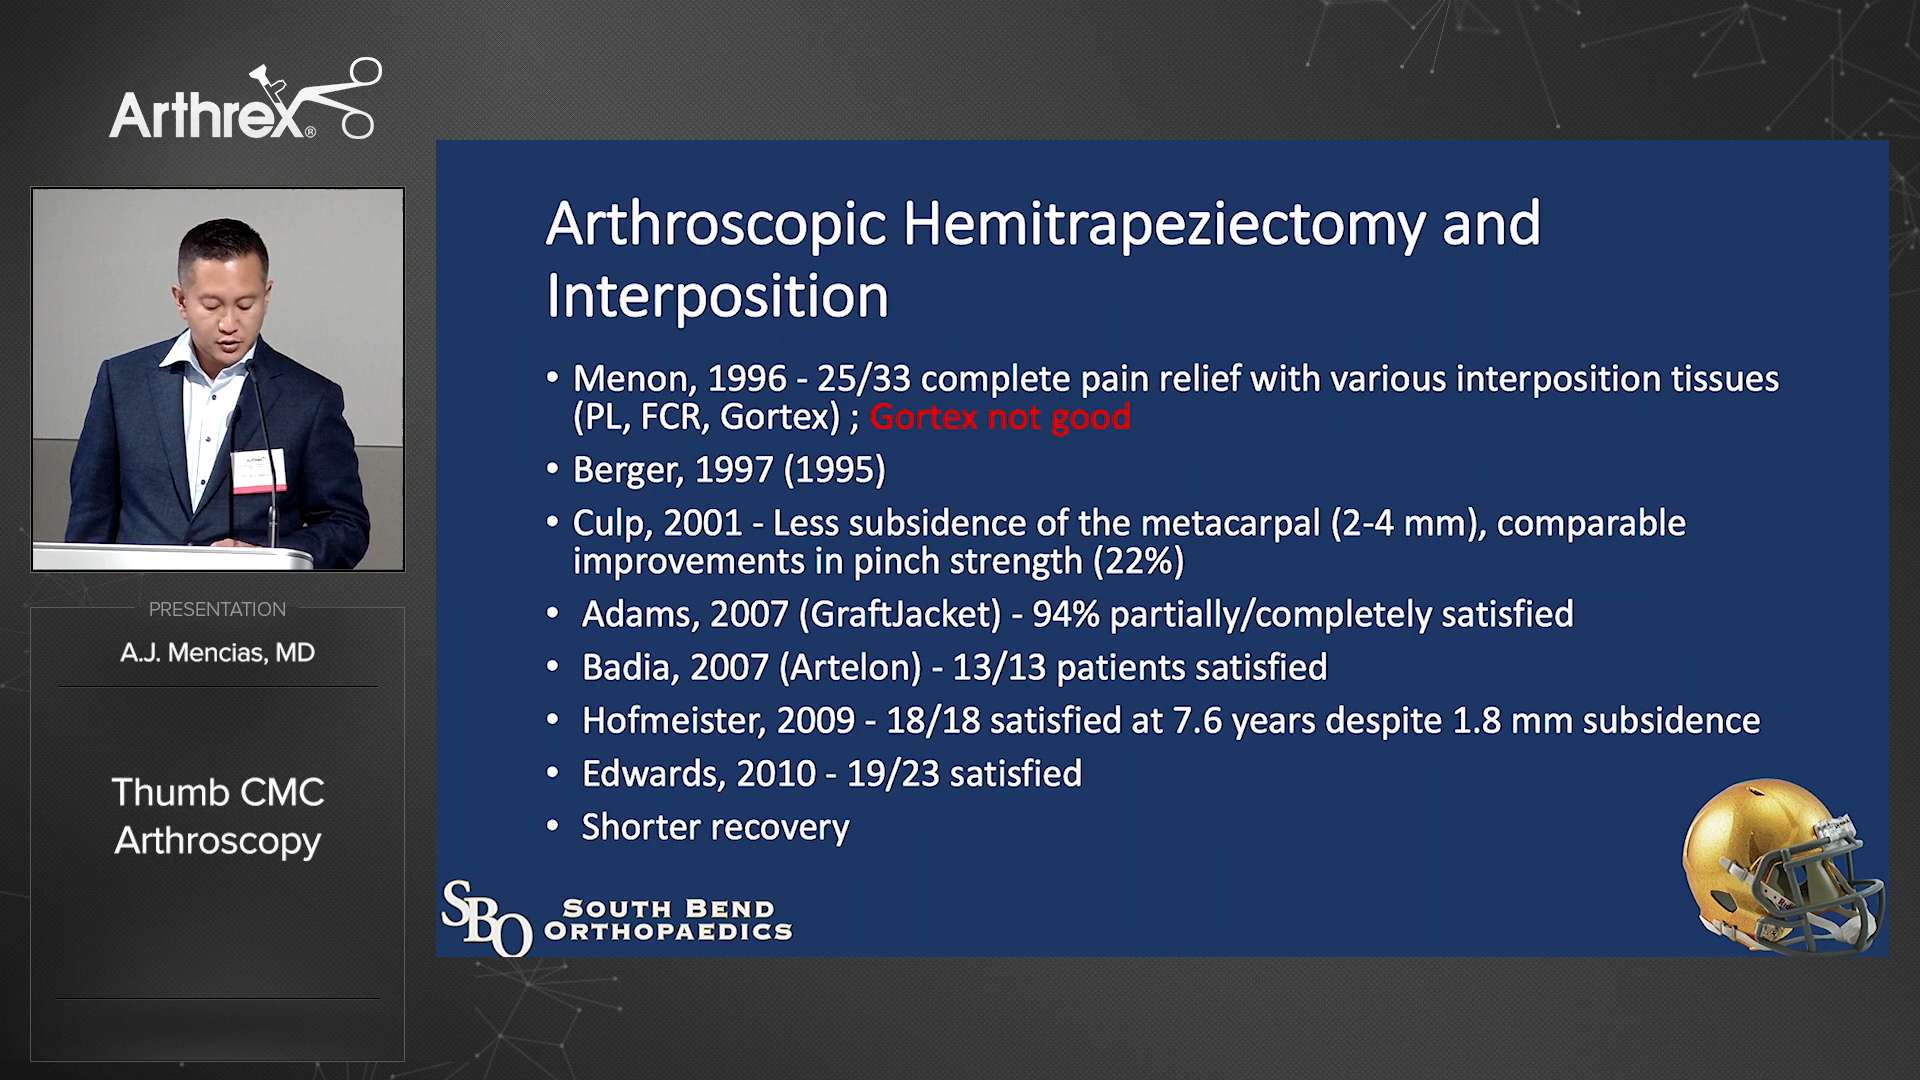 Arthrex®
PRESENTATION
A.J. Mencias, MD
Thumb CMC
Arthroscopy
Arthroscopic Hemitrapeziectomy and
Interposition
• Menon, 1996 - 25/33 complete pain relief with various interposition tissues
(PL, FCR, Gortex) ; Gortex not good
• Berger, 1997 (1995)
• Culp, 2001 - Less subsidence of the metacarpal (2-4 mm), comparable
improvements in pinch strength (22%)
• Adams, 2007 (GraftJacket) - 94% partially/completely satisfied
• Badia, 2007 (Artelon) - 13/13 patients satisfied
• Hofmeister, 2009 - 18/18 satisfied at 7.6 years despite 1.8 mm subsidence
• Edwards, 2010 - 19/23 satisfied
• Shorter recovery
SBO SOUTH BEND
ORTHOPAEDICS